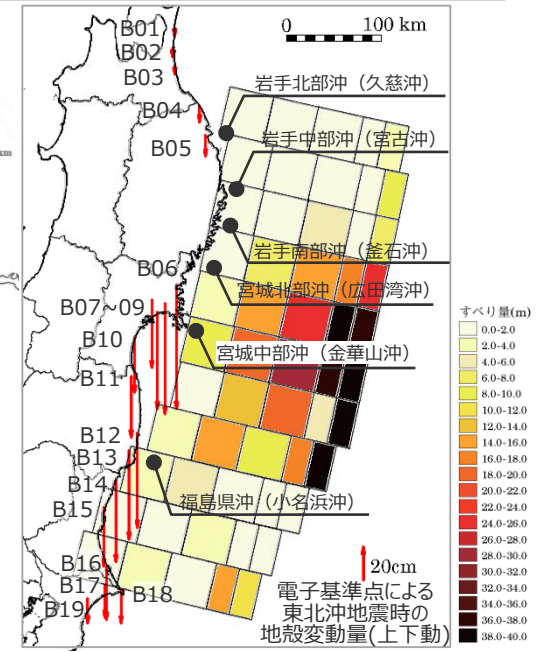 0 100 km
B01
B02
B03
B04
B05
岩手北部沖（久慈沖）
岩手中部沖（宮古沖）
岩手南部沖（釜石沖）
B06
宮城北部沖（広田湾沖）
B07~09
B10
宮城中部沖（金華山沖）
B11
B12
B13
B14
B15
福島県沖（小名浜沖）
B16
B17
B18
B19
20cm
電子基準点による
東北沖地震時の
地殻変動量(上下動)
すべり量(m)
0.0-2.0
2.0-4.0
4.0-6.0
6.0-8.0
8.0-10.0
10.0-12.0
12.0-14.0
14.0-16.0
16.0-18.0
18.0-20.0
20.0-22.0
22.0-24.0
24.0-26.0
26.0-28.0
28.0-30.0
30.0-32.0
32.0-34.0
34.0-36.0
36.0-38.0
38.0-40.0
km